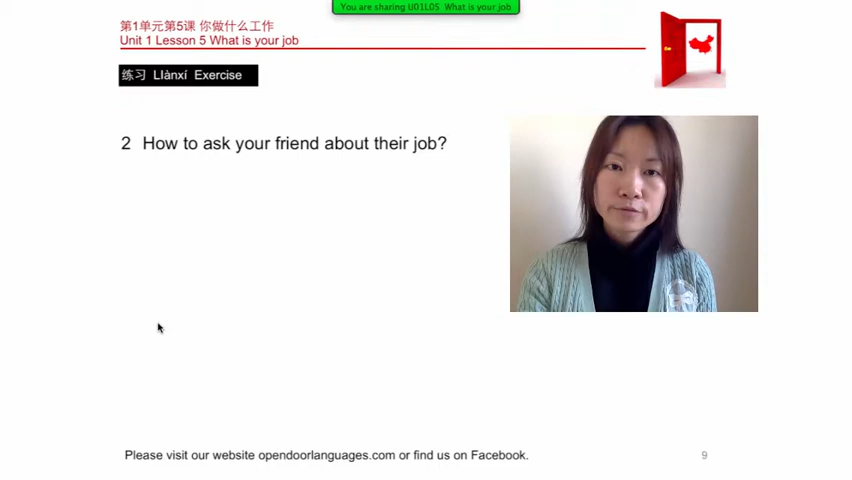 You are sharing U01L05 What is your job
第1单元第5课 你做什么工作
Unit 1 Lesson 5 What is your job
练习 LIànxí Exercise
2 How to ask your friend about their job?
Please visit our website opendoorlanguages.com or find us on Facebook.
9